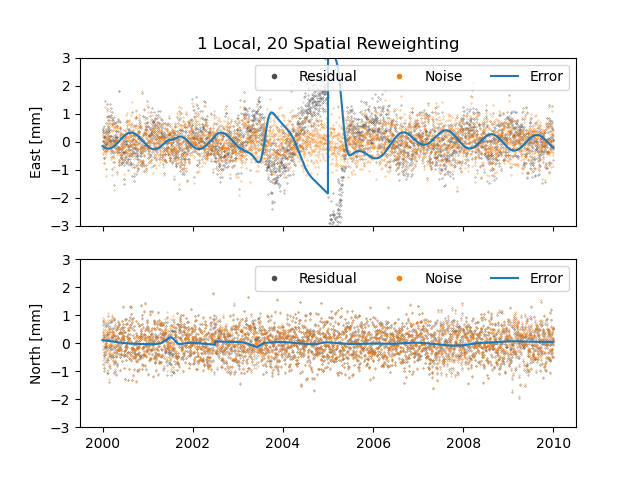 1 Local, 20 Spatial Reweighting
3
2
1
0
−1
−2
−3
East [mm]
Residual Noise Error
3
2
1
0
−1
−2
−3
North [mm]
Residual Noise Error
2000 2002 2004 2006 2008 2010